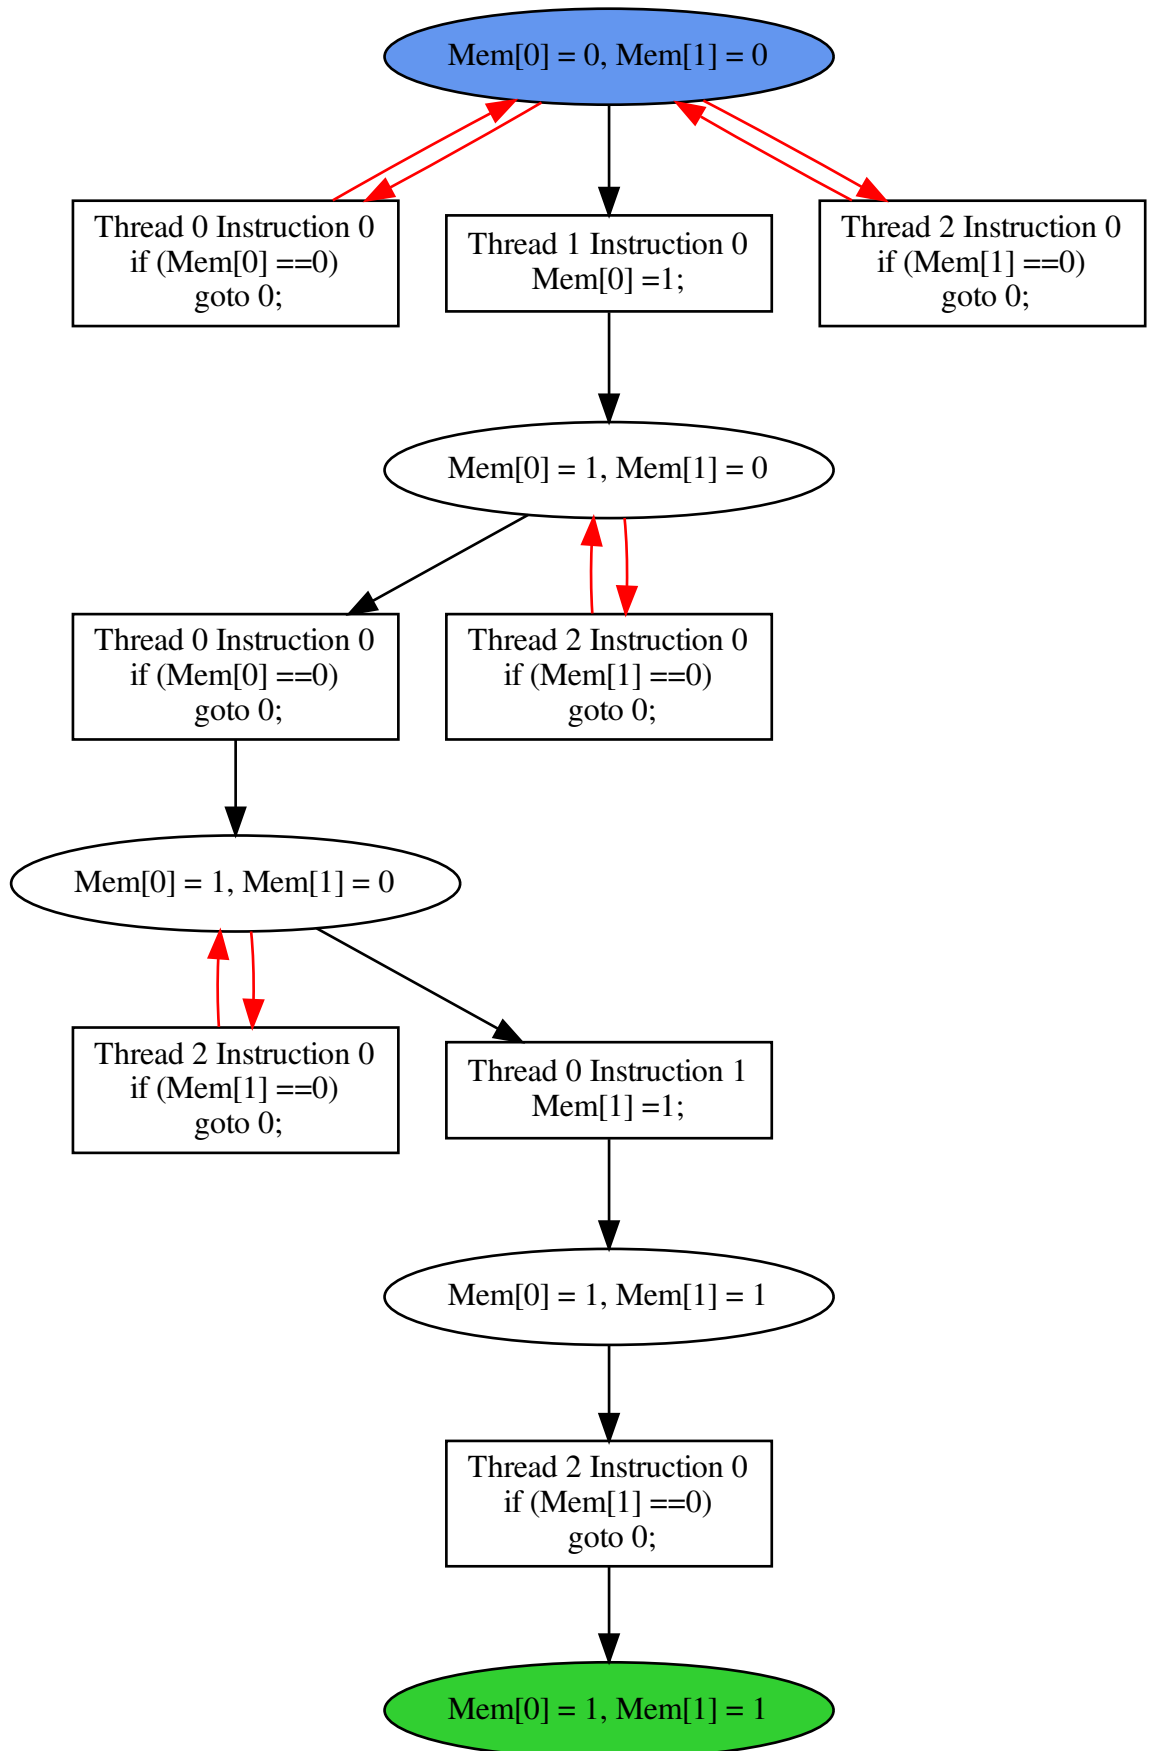 Mem[0] = 0, Mem[1] = 0
Thread 0 Instruction 0
if (Mem[0] ==0)
goto 0;
Thread 1 Instruction 0
Mem[0] =1;
Thread 2 Instruction 0
if (Mem[1] ==0)
goto 0;
Mem[0] = 1, Mem[1] = 0
Thread 0 Instruction 0
if (Mem[0] ==0)
goto 0;
Thread 2 Instruction 0
if (Mem[1] ==0)
goto 0;
Mem[0] = 1, Mem[1] = 0
Thread 2 Instruction 0
if (Mem[1] ==0)
goto 0;
Thread 0 Instruction 1
Mem[1] =1;
Mem[0] = 1, Mem[1] = 1
Thread 2 Instruction 0
if (Mem[1] ==0)
goto 0;
Mem[0] = 1, Mem[1] = 1